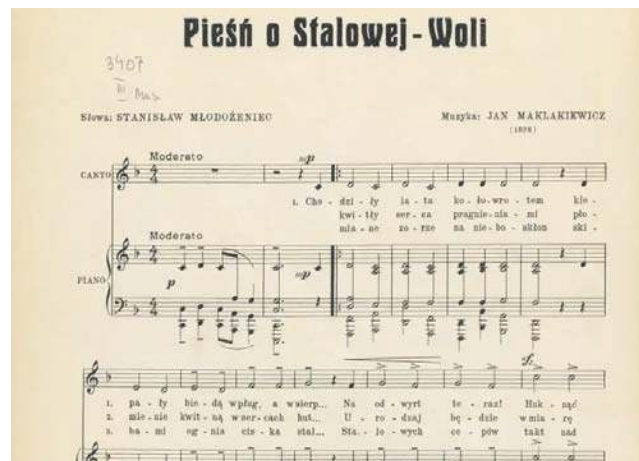 Pieśń o Stalowej-Woli
3407
III Mus
Słowa: STANISŁAW MŁODOŻENIEC
Muzyka: JAN MAKLAKIEWICZ
Moderato
mp
CANTO
1. Cho - dzi - ły la - ta ko - ło-wro - tem kle -
kwi - tły ser - ca pragnie-nia - mi pło -
mia - ne zo - rze na nie-bo - skłon ski -
Moderato
PIANO
p
mp
1. pa - ły bie - dą wpług, a wsierp... Na od - wyrt te - raz! Huk - nąć
2. mie - nie kwit - ną w ser - cach hut... U - ro - dzaj bę - dzie w mia - rę
3. ba - mi og - nia cis - ka stal... Sta - lo - wych ce - pów takt nad